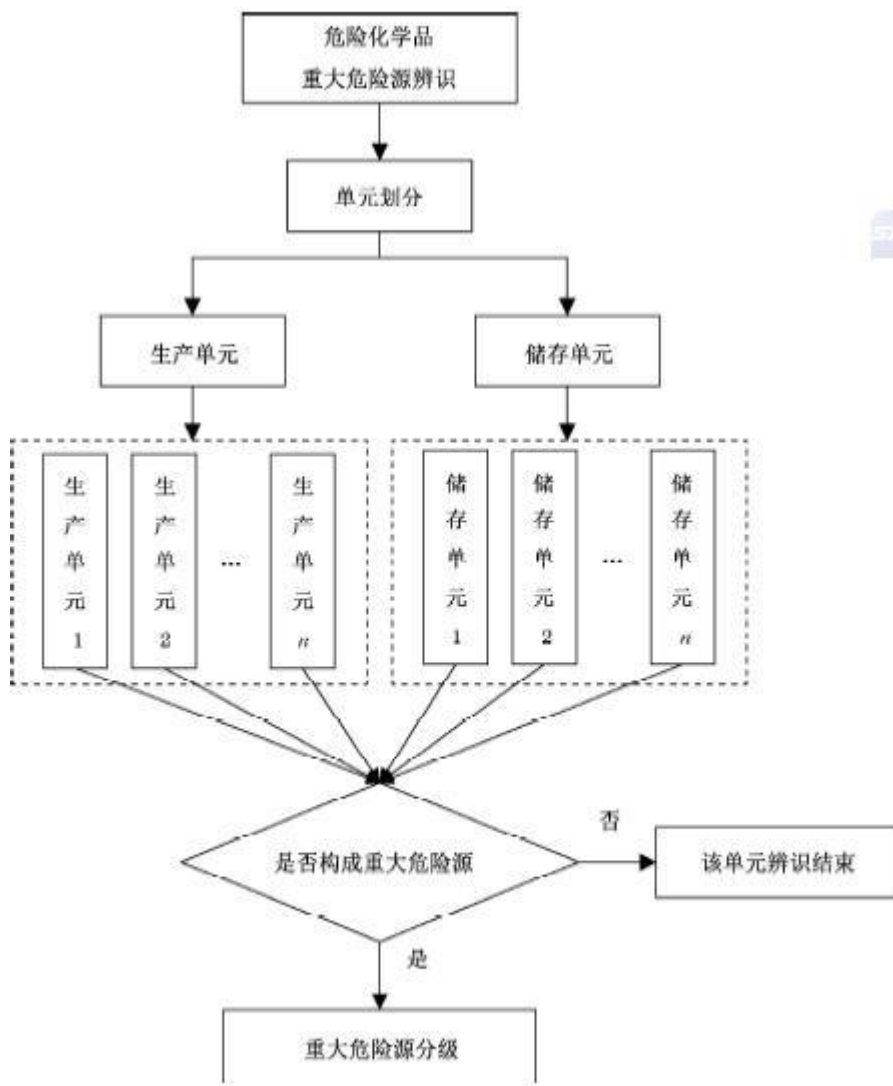 危险化学品
重大危险源辨识
单元划分
生产单元
储存单元
生产单元1
生产单元2
…
生产单元n
储存单元1
储存单元2
…
储存单元n
是否构成重大危险源
否
该单元辨识结束
是
重大危险源分级